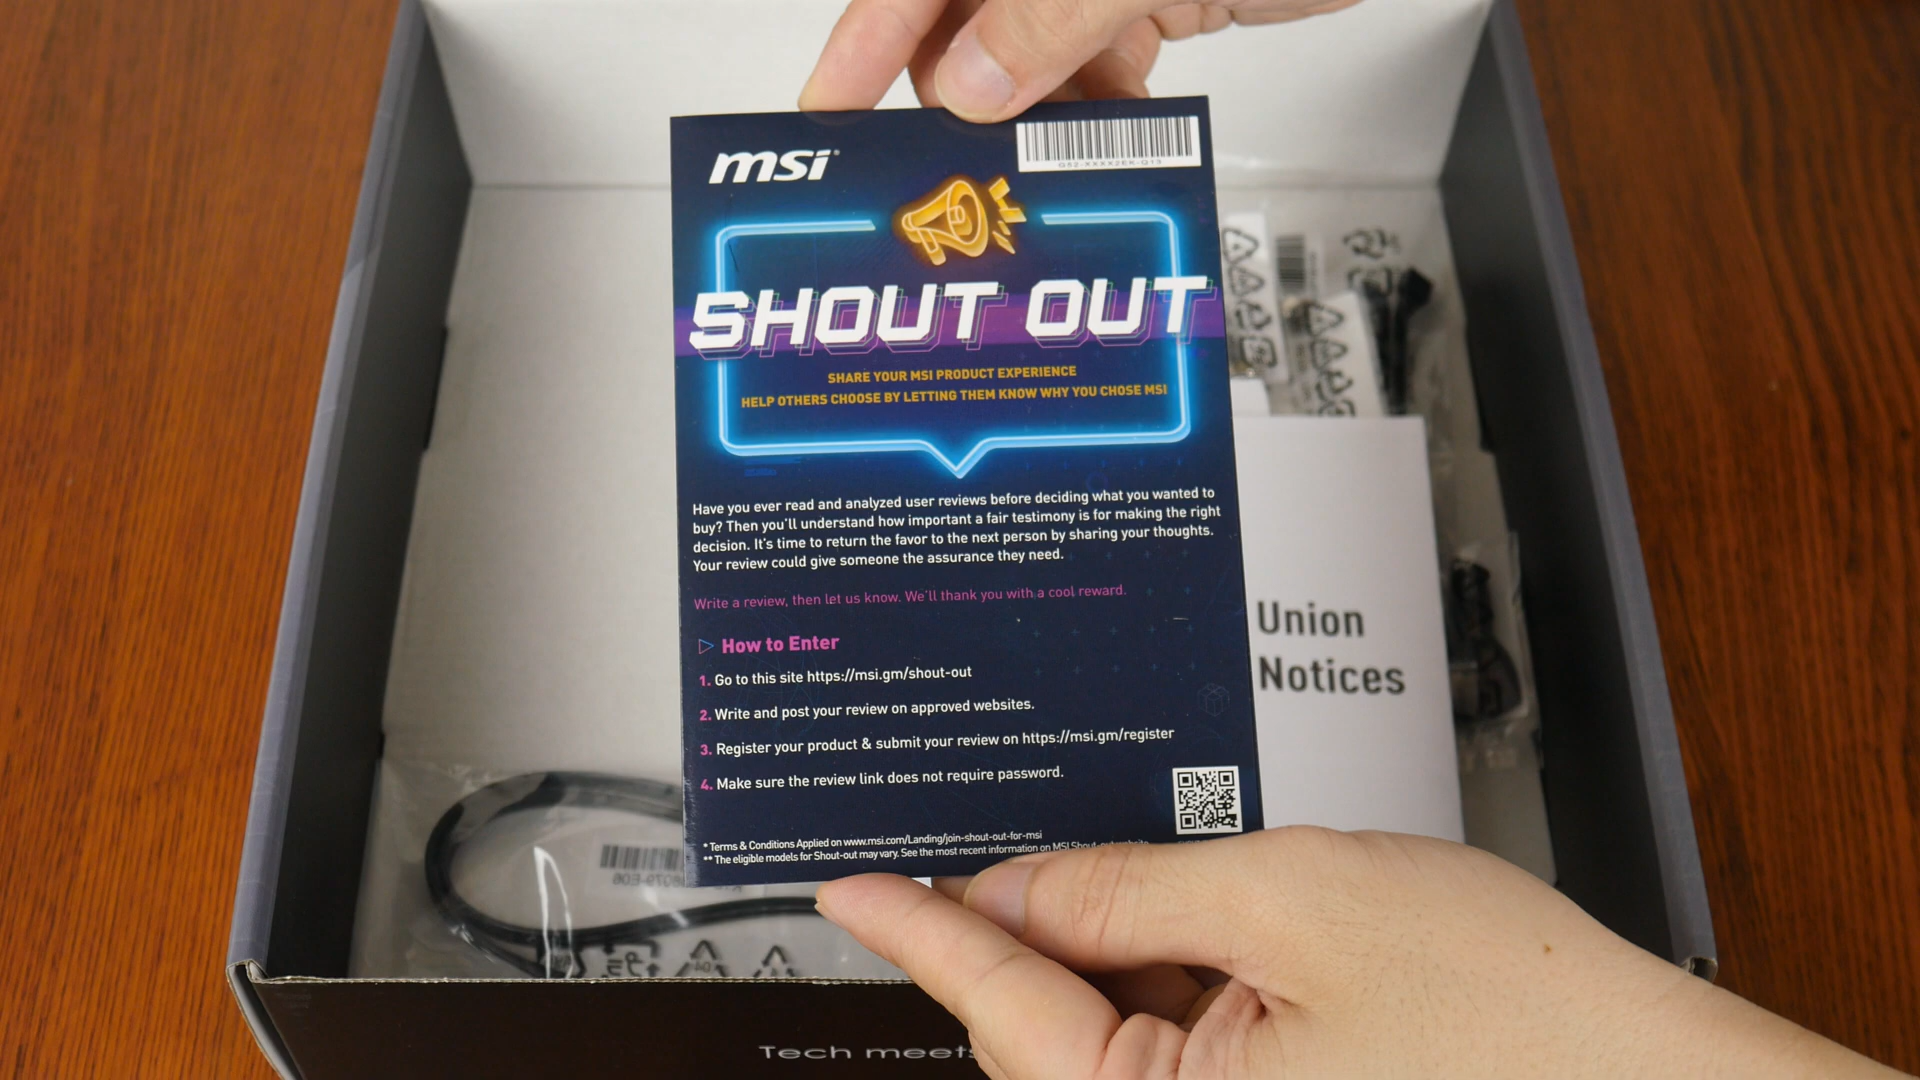 msi
G52-XXXX2EK-Q19
SHOUT OUT
SHARE YOUR MSI PRODUCT EXPERIENCE
HELP OTHERS CHOOSE BY LETTING THEM KNOW WHY YOU CHOSE MSI
Have you ever read and analyzed user reviews before deciding what you wanted to
buy? Then you'll understand how important a fair testimony is for making the right
decision. It's time to return the favor to the next person by sharing your thoughts.
Your review could give someone the assurance they need.
Write a review, then let us know. We'll thank you with a cool reward.
How to Enter
1. Go to this site https://msi.gm/shout-out
2. Write and post your review on approved websites.
3. Register your product & submit your review on https://msi.gm/register
4. Make sure the review link does not require password.
* Terms & Conditions Applied on www.msi.com/Landing/join-shout-out-for-msi
** The eligible models for Shout-out may vary. See the most recent information on MSI Shout-out website
Union
Notices
Tech meets